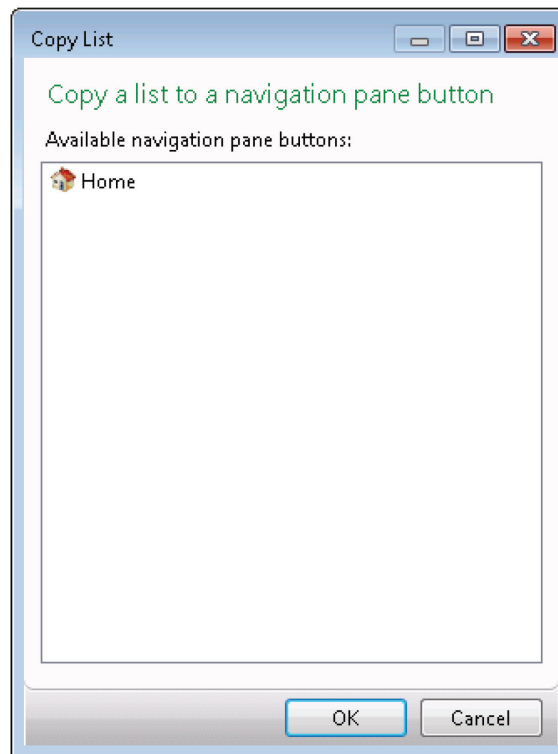 Copy List
Copy a list to a navigation pane button
Available navigation pane buttons:
Home
OK Cancel